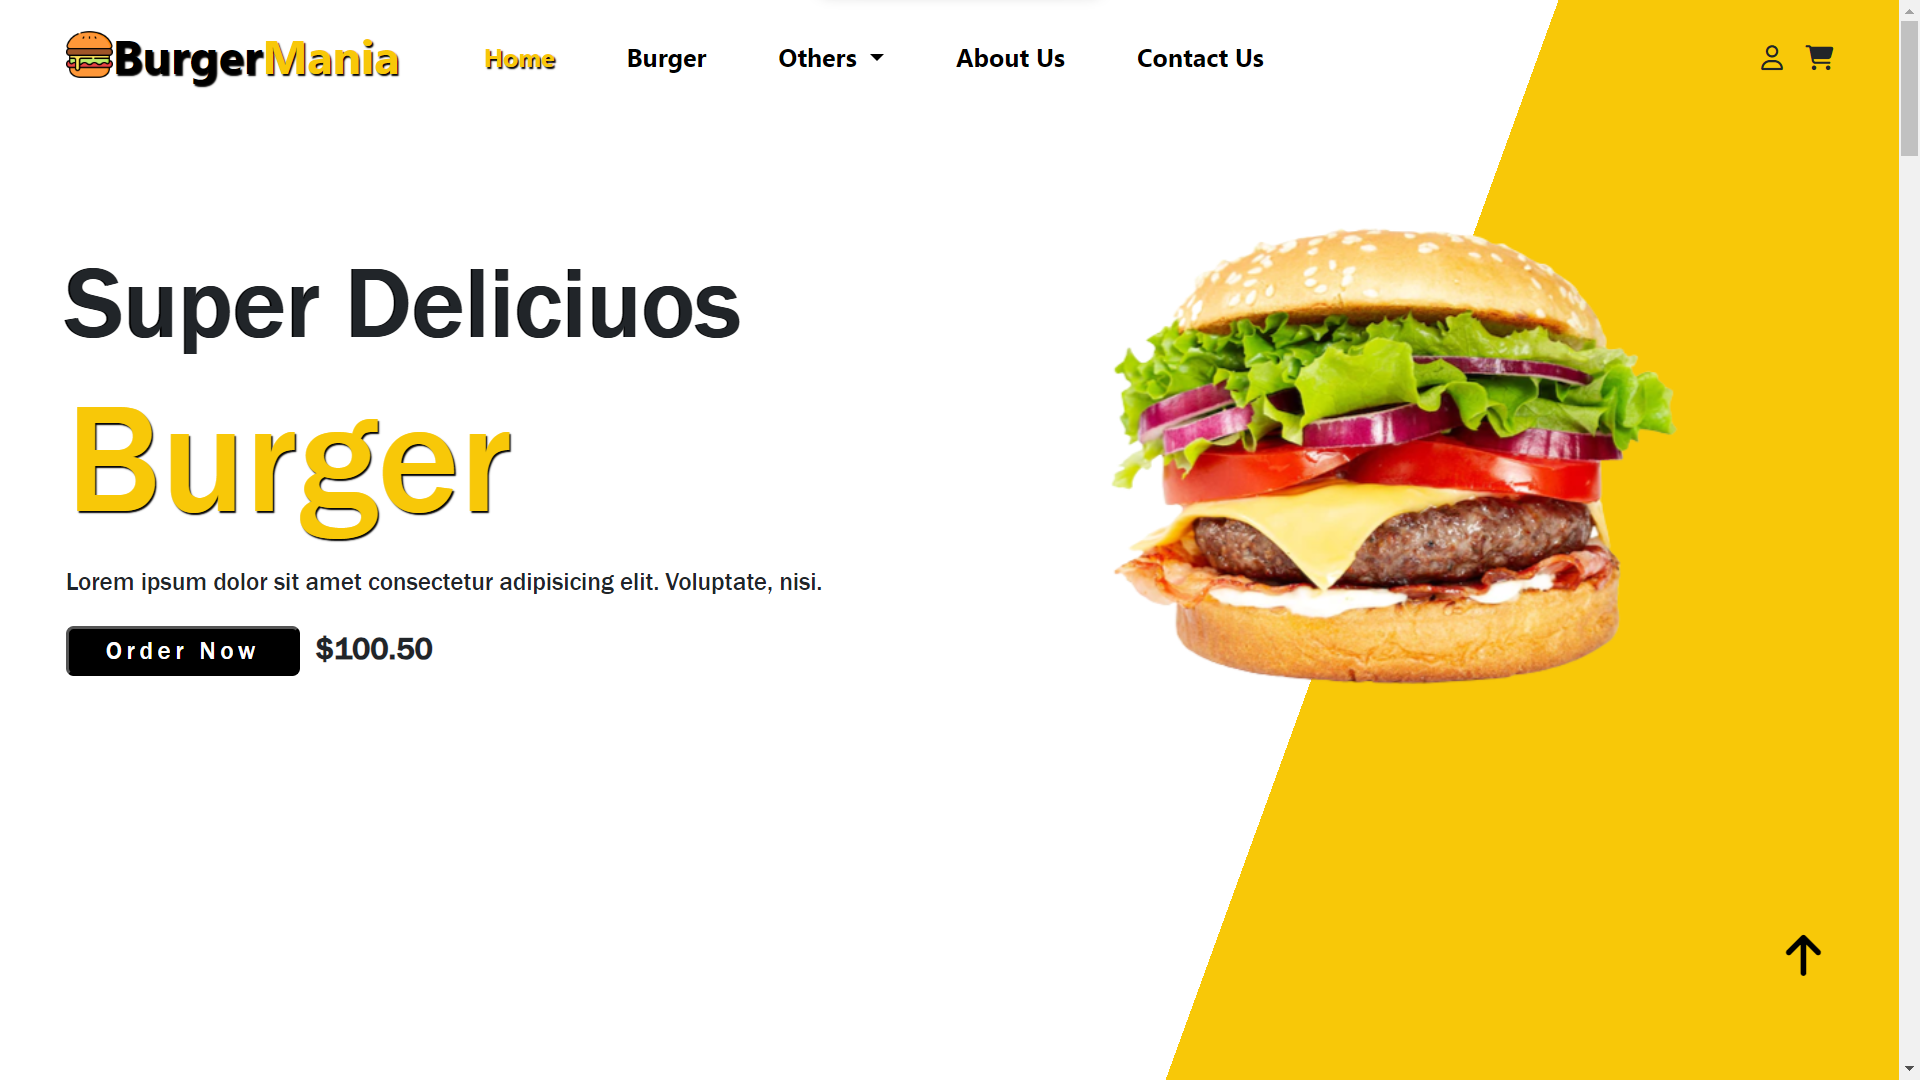 BurgerMania
Home Burger Others About Us Contact Us
Super Deliciuos
Burger
Lorem ipsum dolor sit amet consectetur adipisicing elit. Voluptate, nisi.
Order Now $100.50